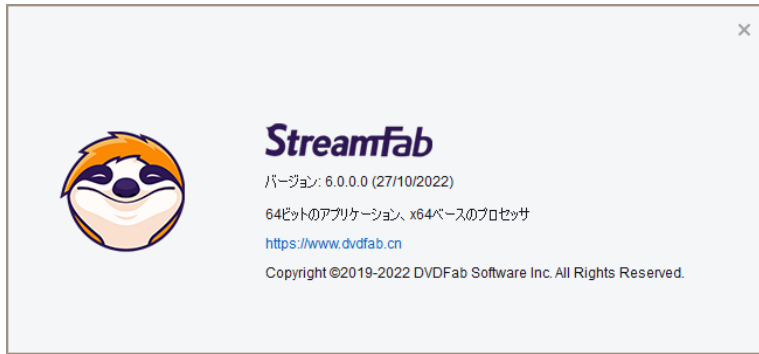 StreamFab
バージョン: 6.0.0.0 (27/10/2022)
64ビットのアプリケーション、x64ベースのプロセッサ
https://www.dvdfab.cn
Copyright ©2019-2022 DVDFab Software Inc. All Rights Reserved.